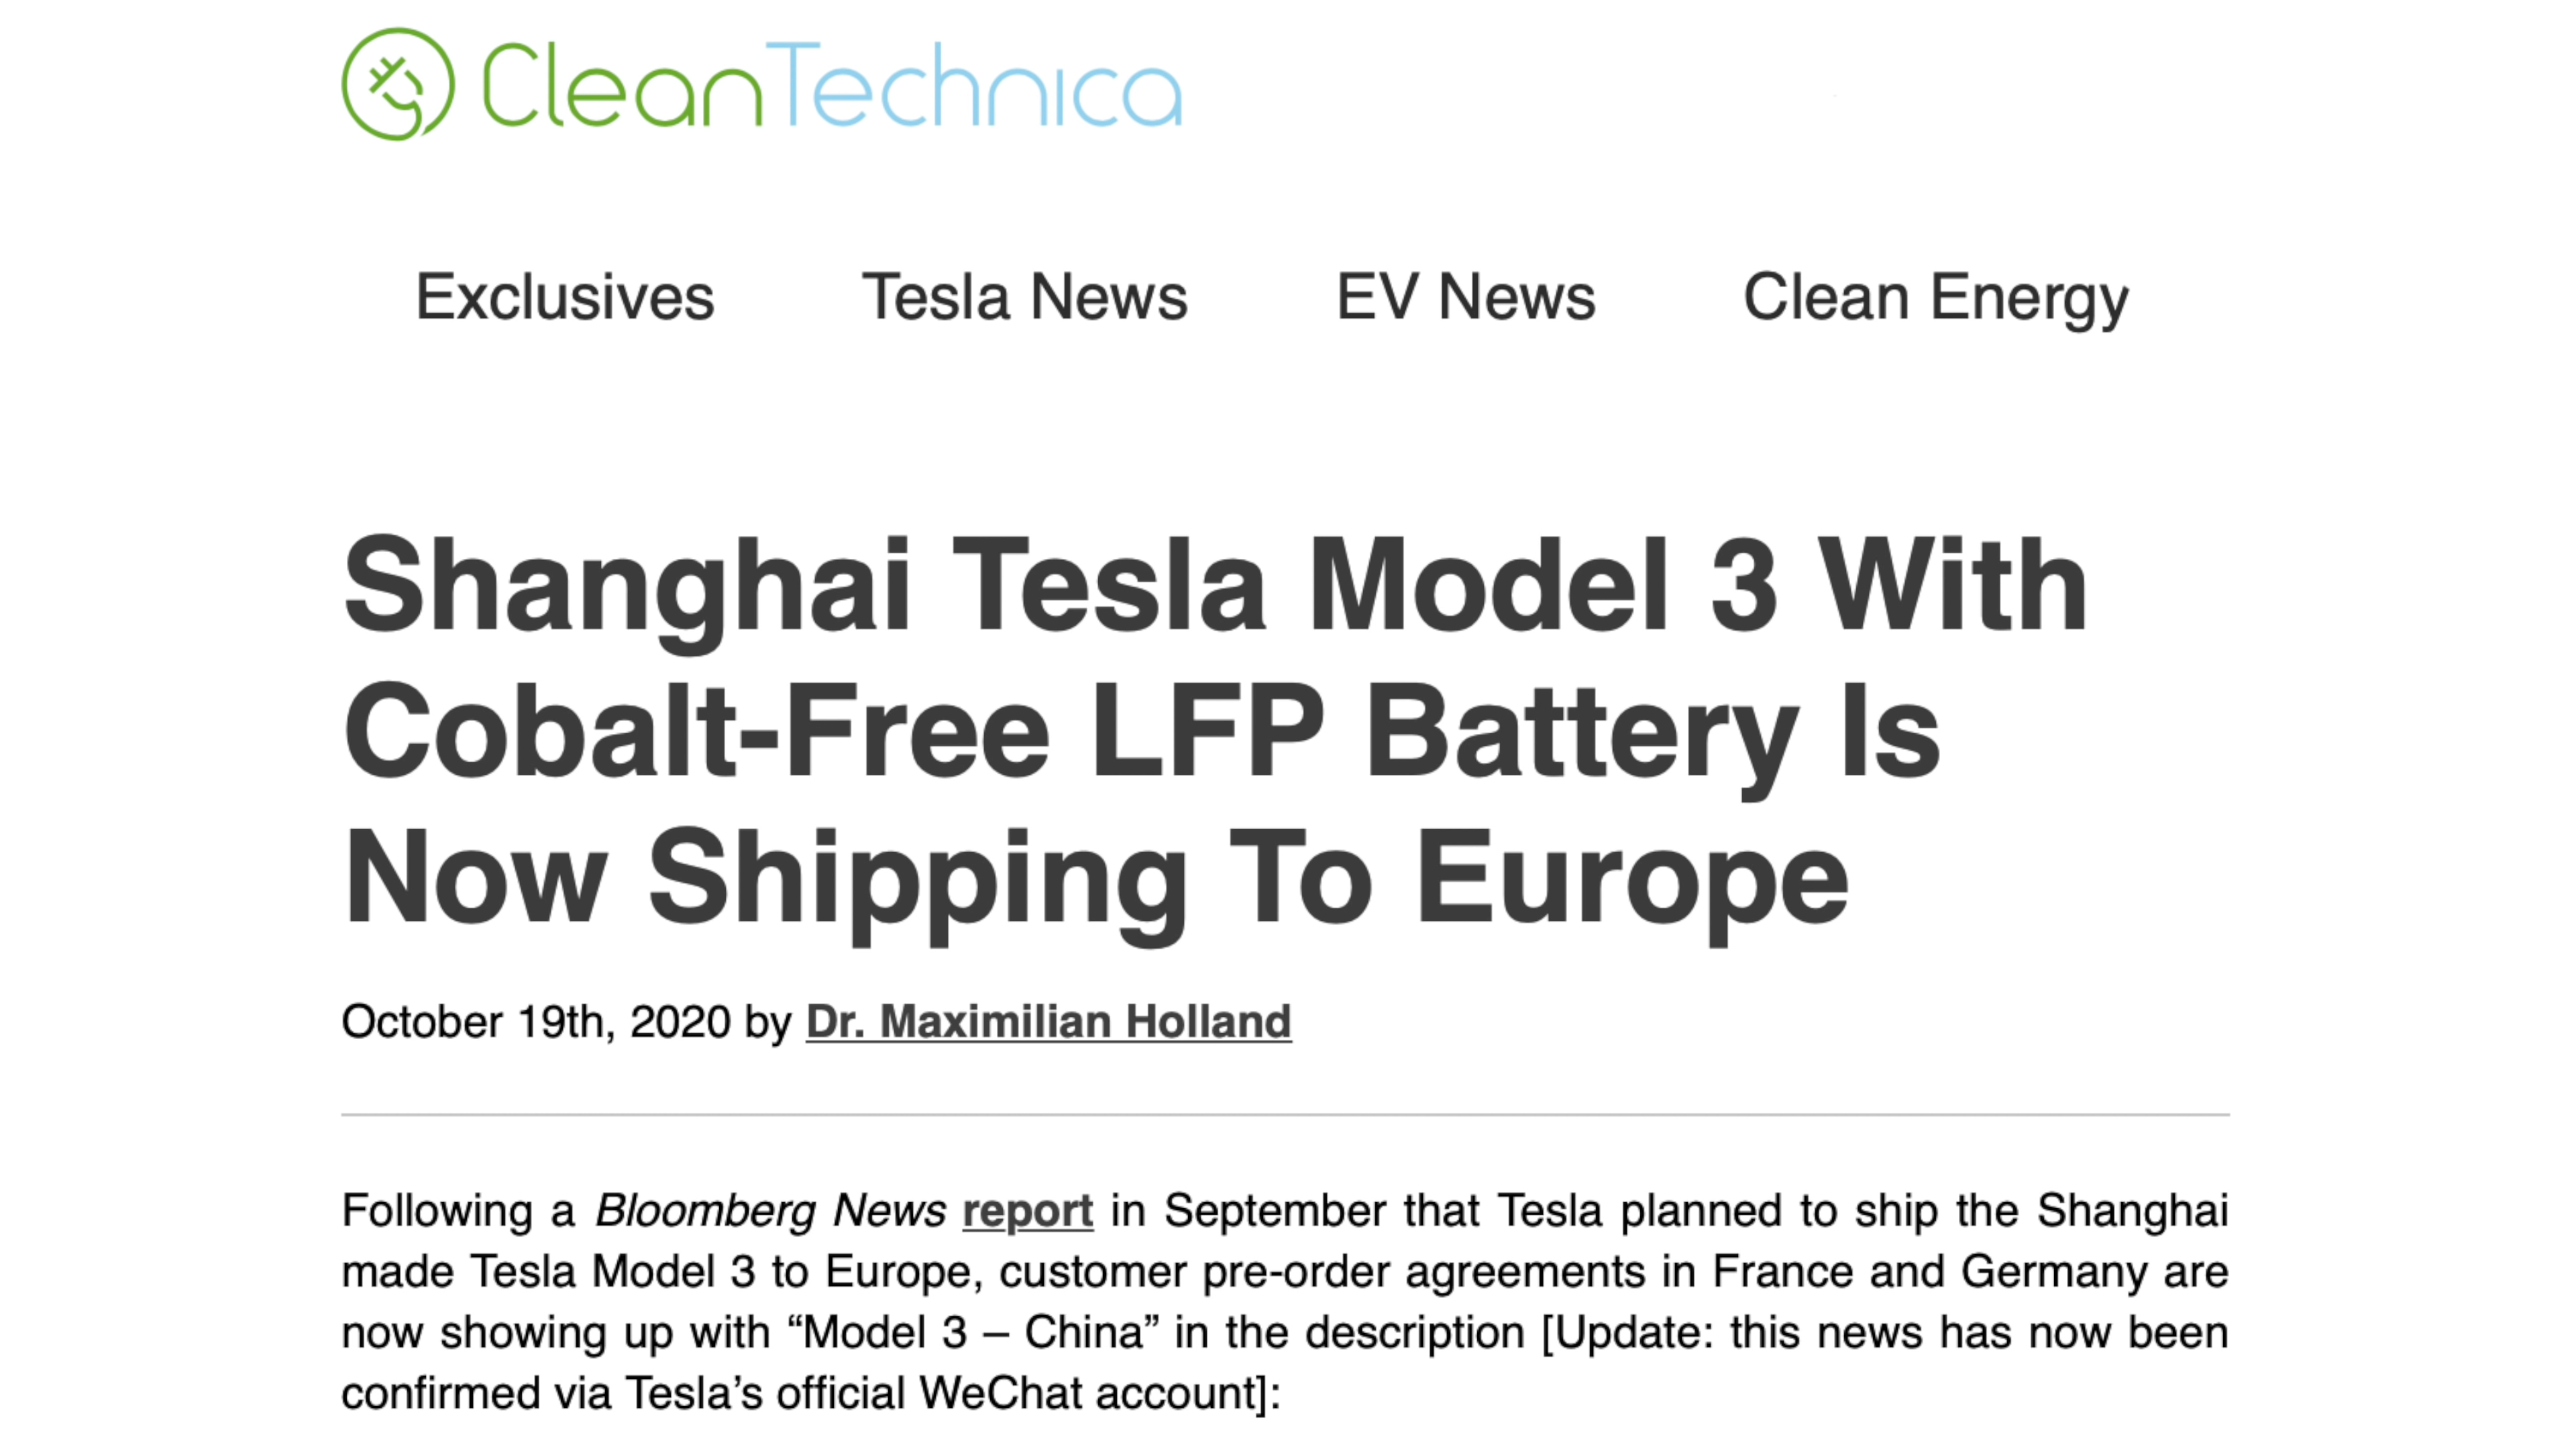 CleanTechnica
Exclusives Tesla News EV News Clean Energy
Shanghai Tesla Model 3 With
Cobalt-Free LFP Battery Is
Now Shipping To Europe
October 19th, 2020 by Dr. Maximilian Holland
Following a Bloomberg News report in September that Tesla planned to ship the Shanghai
made Tesla Model 3 to Europe, customer pre-order agreements in France and Germany are
now showing up with “Model 3 – China” in the description [Update: this news has now been
confirmed via Tesla’s official WeChat account]: